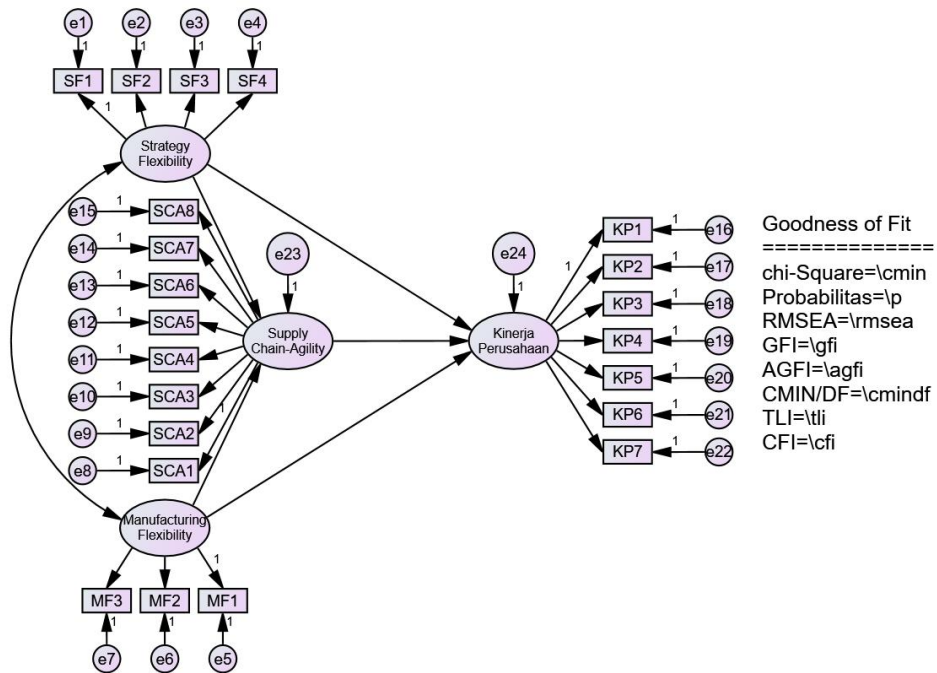 e1 e2 e3 e4
1 1 1 1
SF1 SF2 SF3 SF4
1
Strategy
Flexibility
e15 1 SCA8
e14 1 SCA7
e13 1 SCA6
e12 1 SCA5
e11 1 SCA4
e10 1 SCA3
e9 1 SCA2
1
e8 1 SCA1
e23
1
Supply
Chain-Agility
e24
1
Kinerja
Perusahaan
1
KP1 1 e16
KP2 1 e17
KP3 1 e18
KP4 1 e19
KP5 1 e20
KP6 1 e21
KP7 1 e22
Manufacturing
Flexibility
1
MF3 MF2 MF1
1 1 1
e7 e6 e5
Goodness of Fit
==============
chi-Square=\cmin
Probabilitas=\p
RMSEA=\rmsea
GFI=\gfi
AGFI=\agfi
CMIN/DF=\cmindf
TLI=\tli
CFI=\cfi